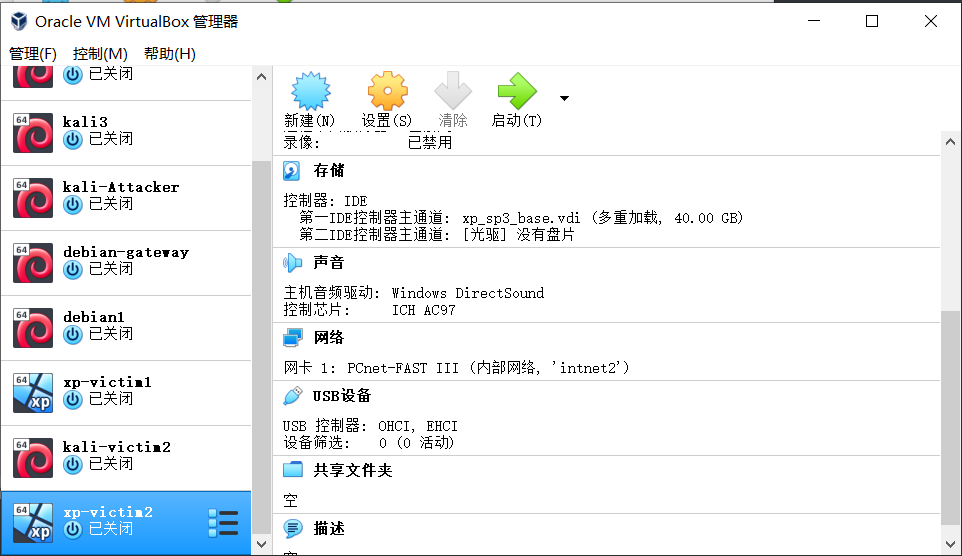 Oracle VM VirtualBox 管理器
管理(F) 控制(M) 帮助(H)
已关闭
64
kali3
已关闭
64
kali-Attacker
已关闭
64
debian-gateway
已关闭
64
debian1
已关闭
64
xp
xp-victim1
已关闭
64
kali-victim2
已关闭
64
xp
xp-victim2
已关闭
新建(N) 设置(S) 清除 启动(T)
录像: 已禁用
存储
控制器: IDE
第一IDE控制器主通道: xp_sp3_base.vdi (多重加载, 40.00 GB)
第二IDE控制器主通道: [光驱] 没有盘片
声音
主机音频驱动: Windows DirectSound
控制芯片: ICH AC97
网络
网卡 1: PCnet-FAST III (内部网络, 'intnet2')
USB设备
USB 控制器: OHCI, EHCI
设备筛选: 0 (0 活动)
共享文件夹
空
描述